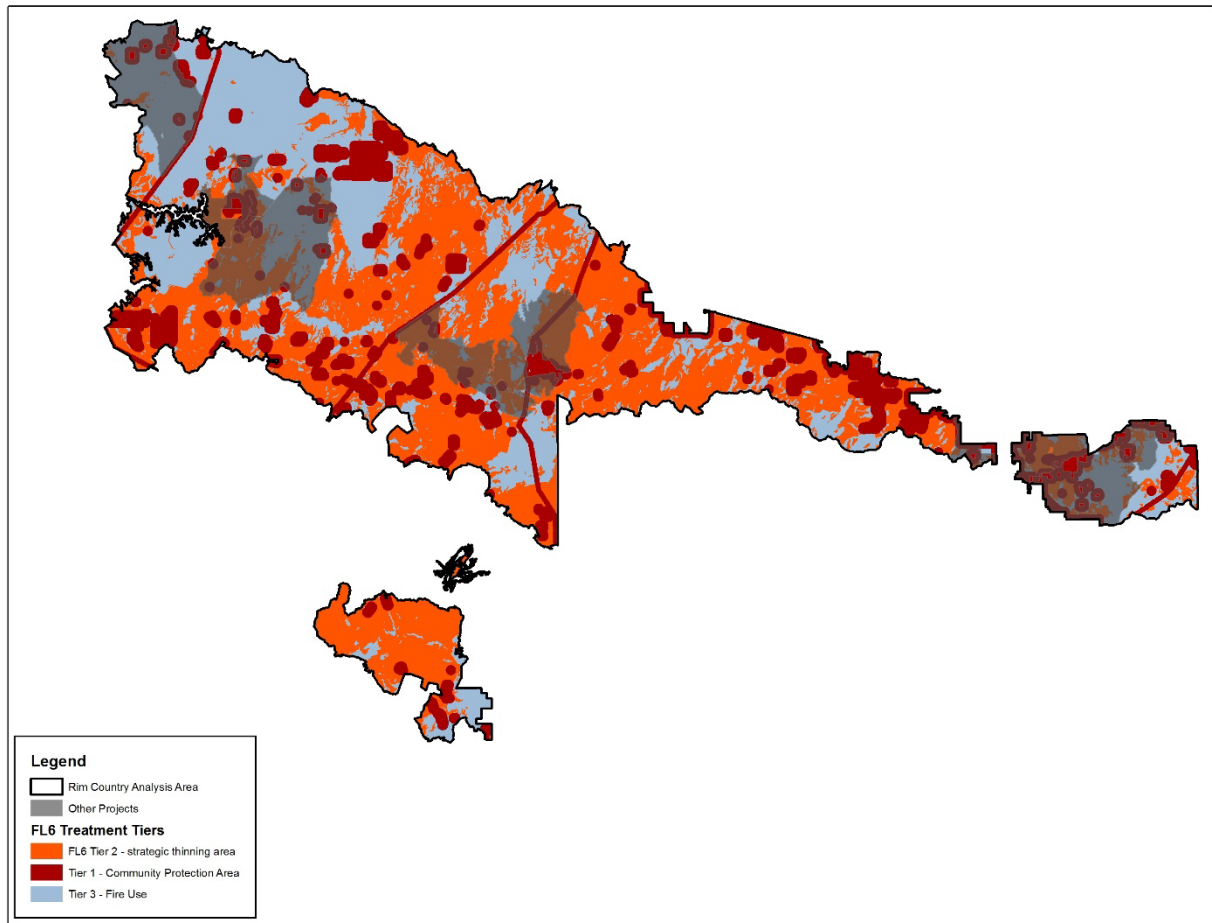 Legend
Rim Country Analysis Area
Other Projects
FL6 Treatment Tiers
FL6 Tier 2 - strategic thinning area
Tier 1 - Community Protection Area
Tier 3 - Fire Use